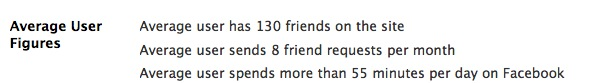 Average User Figures
Average user has 130 friends on the site
Average user sends 8 friend requests per month
Average user spends more than 55 minutes per day on Facebook